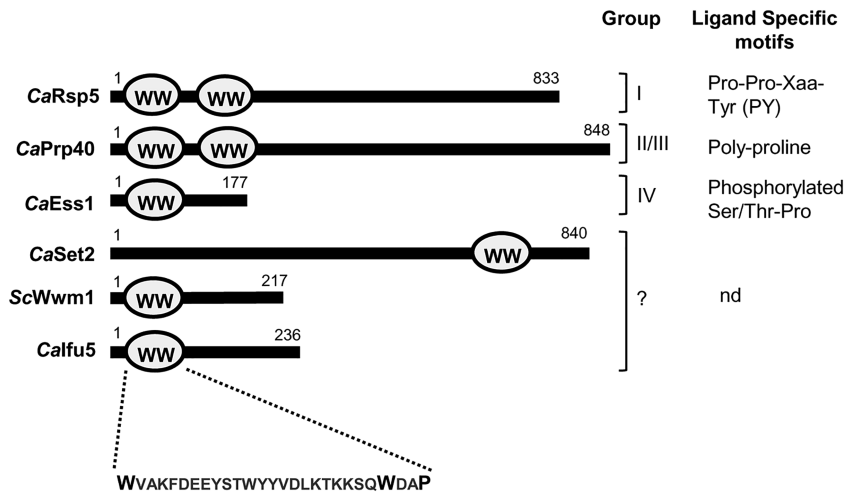 Group Ligand Specific
motifs
1 833
CaRsp5 WW WW I Pro-Pro-Xaa-
Tyr (PY)
1 848
CaPrp40 WW WW II/III Poly-proline
1 177
CaEss1 WW IV Phosphorylated
Ser/Thr-Pro
1 840
CaSet2 WW
1 217
ScWwm1 WW ? nd
1 236
CaIfu5 WW
WVAKFDEEYSTWYYVDLKTKKSQWDAP